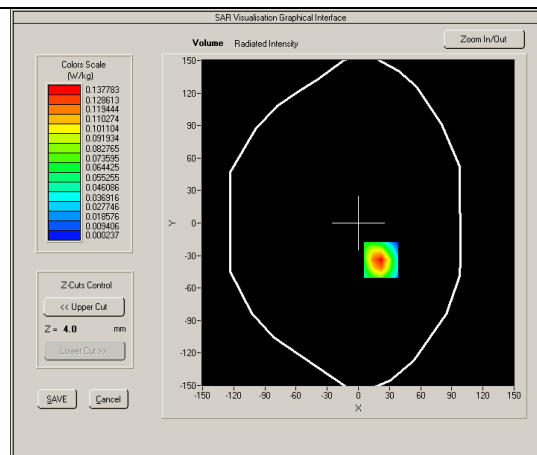 SAR Visualisation Graphical Interface
Volume Radiated Intensity
Zoom In/Out
Colors Scale
(W/kg)
0.137783
0.128613
0.119444
0.110274
0.101104
0.091934
0.082765
0.073595
0.064425
0.055255
0.046086
0.036916
0.027746
0.018576
0.009406
0.000237
Z-Cuts Control
<< Upper Cut
Z = 4.0 mm
Lower Cut >>
SAVE Cancel
150
120
90
60
30
0
-30
-60
-90
-120
-150
Y
-150 -120 -90 -60 -30 0 30 60 90 120 150
X